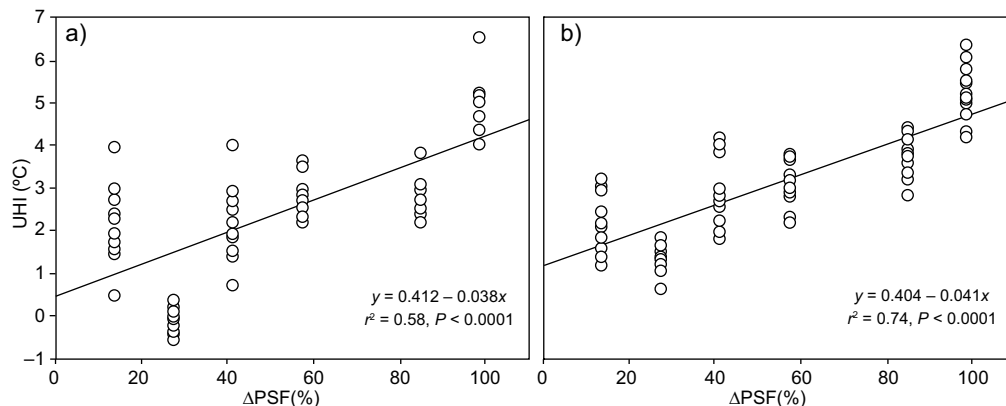 a)
7
6
5
4
3
2
1
0
–1
UHI (ºC)
y = 0.412 – 0.038x
r² = 0.58, P < 0.0001
0 20 40 60 80 100
ΔPSF(%)
b)
y = 0.404 – 0.041x
r² = 0.74, P < 0.0001
0 20 40 60 80 100
ΔPSF(%)